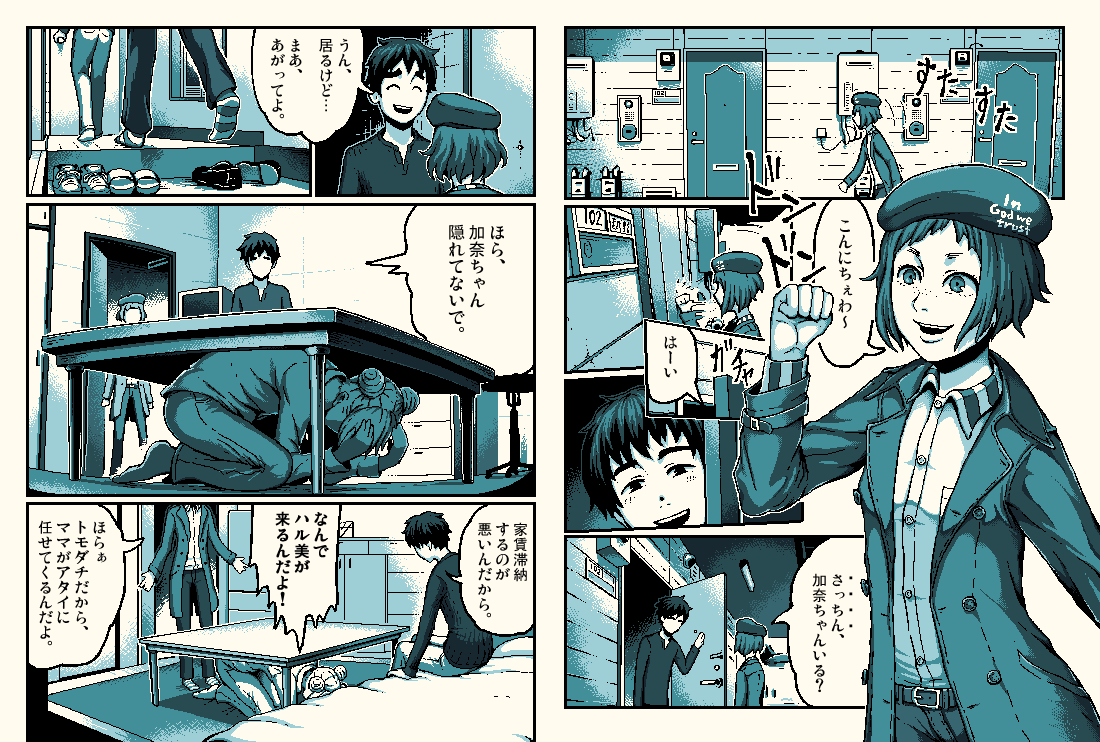 すた
すた
102
In
God we
trust
ドンドン
102
こんにちぇわ～
ガチャ
はーい
さっちん、
加奈ちゃんいる？
うん、
居るけど…
まあ、
あがってよ。
ほら、
加奈ちゃん
隠れてないで。
家賃滞納
するのが
悪いんだから。
なんで
ハル美が
来るんだよ！
ほらぁ
トモダチだから、
ママがアタイに
任せてくるんだよ。